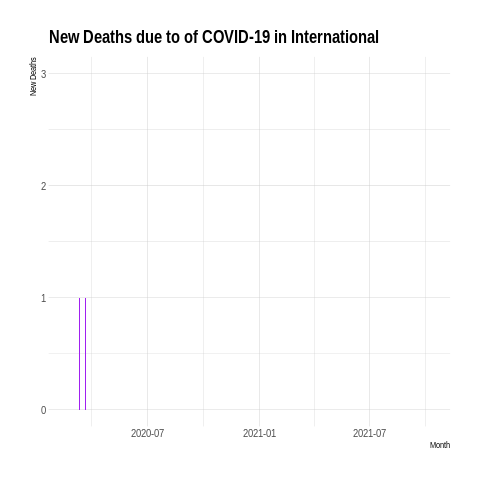 New Deaths due to of COVID-19 in International
New Deaths
3
2
1
0
2020-07 2021-01 2021-07
Month